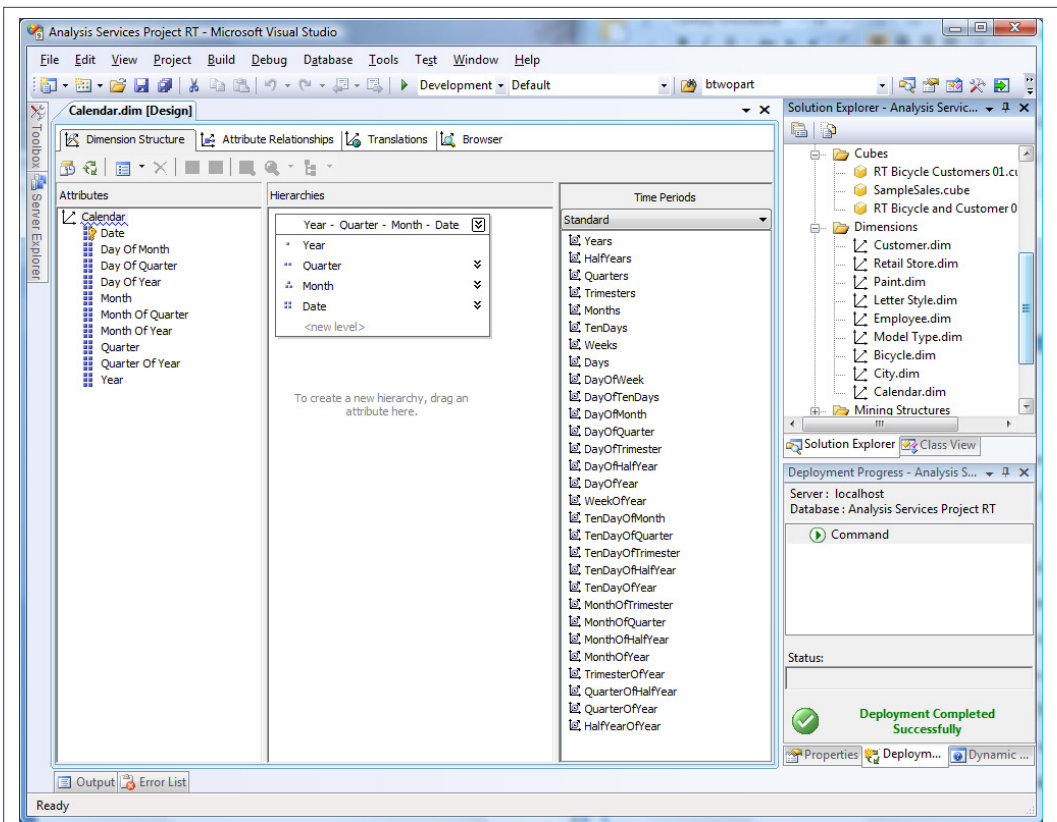 Analysis Services Project RT - Microsoft Visual Studio
File Edit View Project Build Debug Database Tools Test Window Help
Development Default btwopart
Toolbox
Server Explorer
Calendar.dim [Design]
Dimension Structure Attribute Relationships Translations Browser
Attributes
Calendar
Date
Day Of Month
Day Of Quarter
Day Of Year
Month
Month Of Quarter
Month Of Year
Quarter
Quarter Of Year
Year
Hierarchies
Year - Quarter - Month - Date
Year
Quarter
Month
Date
<new level>
To create a new hierarchy, drag an
attribute here.
Time Periods
Standard
Years
HalfYears
Quarters
Trimesters
Months
TenDays
Weeks
Days
DayOfWeek
DayOfTenDays
DayOfMonth
DayOfQuarter
DayOfTrimester
DayOfHalfYear
DayOfYear
WeekOfYear
TenDayOfMonth
TenDayOfQuarter
TenDayOfTrimester
TenDayOfHalfYear
TenDayOfYear
MonthOfTrimester
MonthOfQuarter
MonthOfHalfYear
MonthOfYear
TrimesterOfYear
QuarterOfHalfYear
QuarterOfYear
HalfYearOfYear
Solution Explorer - Analysis Servic...
Cubes
RT Bicycle Customers 01.cu
SampleSales.cube
RT Bicycle and Customer 0
Dimensions
Customer.dim
Retail Store.dim
Paint.dim
Letter Style.dim
Employee.dim
Model Type.dim
Bicycle.dim
City.dim
Calendar.dim
Mining Structures
Solution Explorer Class View
Deployment Progress - Analysis S...
Server : localhost
Database : Analysis Services Project RT
Command
Status:
Deployment Completed
Successfully
Properties Deploym... Dynamic ...
Output Error List
Ready